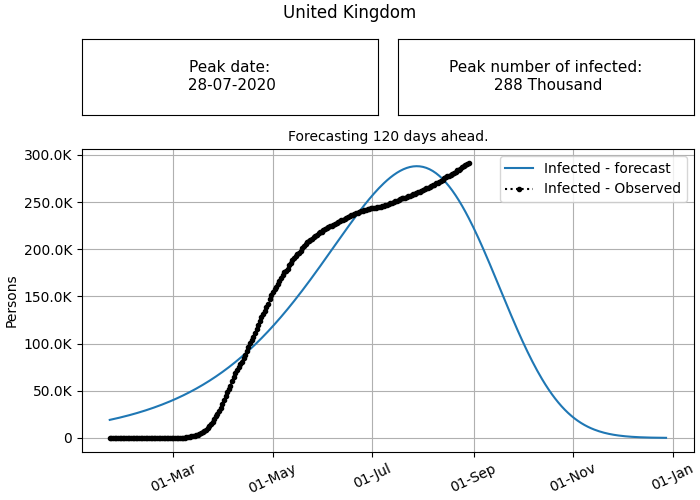 United Kingdom
Peak date:
28-07-2020
Peak number of infected:
288 Thousand
Forecasting 120 days ahead.
300.0K
250.0K
200.0K
150.0K
100.0K
50.0K
0
Persons
Infected - forecast
Infected - Observed
01-Mar
01-May
01-Jul
01-Sep
01-Nov
01-Jan